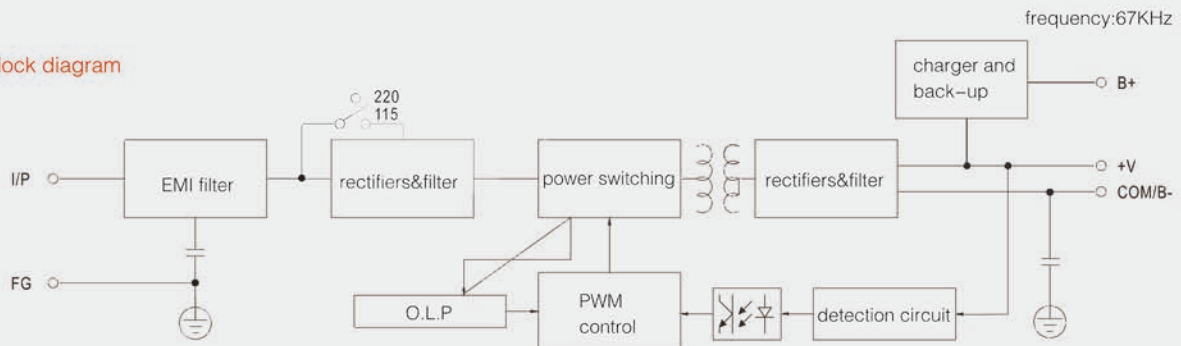 frequency:67KHz
lock diagram
charger and
back-up
B+
220
115
I/P
EMI filter
rectifiers&filter
power switching
rectifiers&filter
+V
COM/B-
FG
O.L.P
PWM
control
detection circuit